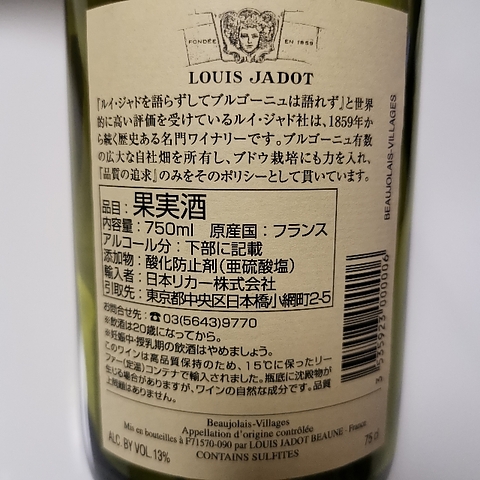 FONDÉE EN 1859
LOUIS JADOT
『ルイ・ジャドを語らずしてブルゴーニュは語れず』と世界
的に高い評価を受けているルイ・ジャド社は、1859年か
ら続く歴史ある名門ワイナリーです。ブルゴーニュ有数
の広大な自社畑を所有し、ブドウ栽培にも力を入れ、
『品質の追求』のみをそのポリシーとして貫いています。
品目：果実酒
内容量：750ml 原産国：フランス
アルコール分：下部に記載
添加物：酸化防止剤（亜硫酸塩）
輸入者：日本リカー株式会社
引取先：東京都中央区日本橋小網町2-5
お問合せ先：☎03(5643)9770
※飲酒は20歳になってから。
※妊娠中・授乳期の飲酒はやめましょう。
このワインは高品質保持のため、15℃に保ったリー
ファー(定温)コンテナで輸入されました。瓶底に沈殿物が
生じる場合がありますが、ワインの自然な成分です。品質
上問題はありません。
BEAUJOLAIS-VILLAGES
8 535923 000006
Beaujolais-Villages
Appellation d'origine contrôlée
Mis en bouteilles à F71570-090 par LOUIS JADOT BEAUNE - France
ALC. BY VOL. 13% 75 cl
CONTAINS SULFITES